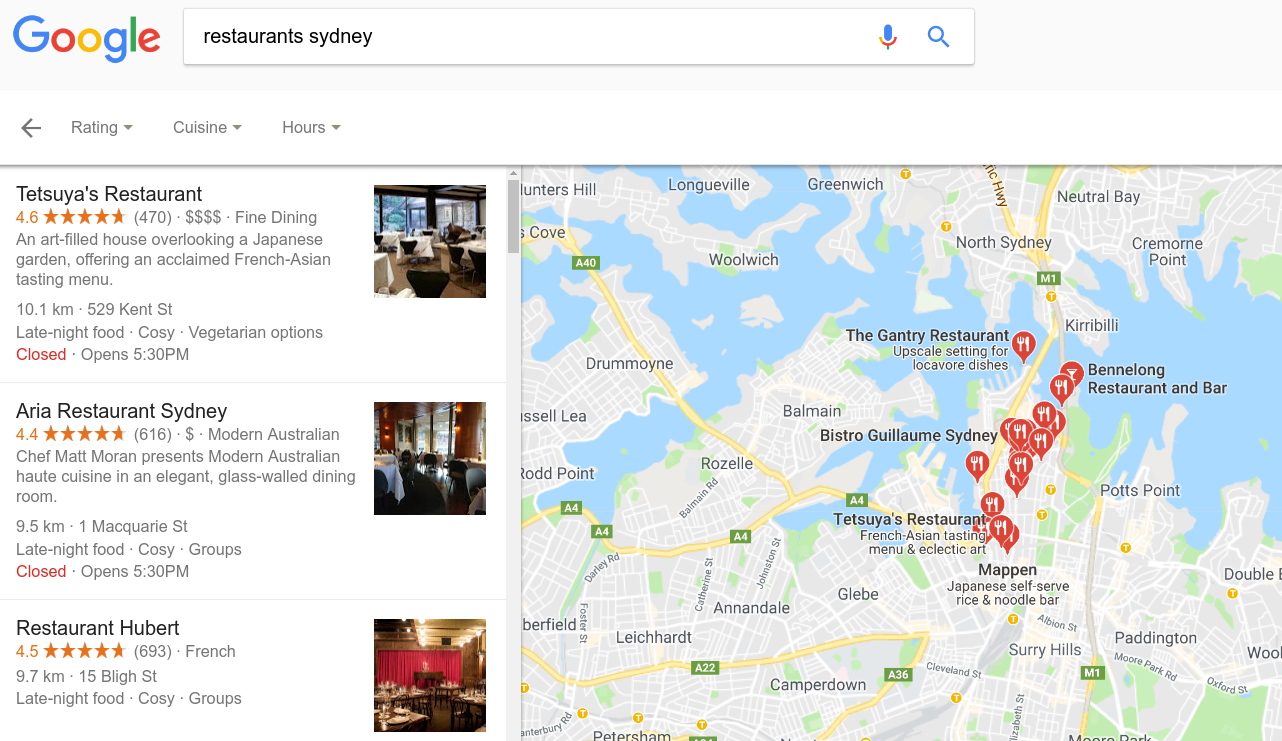 Google
restaurants sydney
Rating
Cuisine
Hours
Tetsuya's Restaurant
4.6 (470) · $$$$ · Fine Dining
An art-filled house overlooking a Japanese
garden, offering an acclaimed French-Asian
tasting menu.
10.1 km · 529 Kent St
Late-night food · Cosy · Vegetarian options
Closed · Opens 5:30PM
Aria Restaurant Sydney
4.4 (616) · $ · Modern Australian
Chef Matt Moran presents Modern Australian
haute cuisine in an elegant, glass-walled dining
room.
9.5 km · 1 Macquarie St
Late-night food · Cosy · Groups
Closed · Opens 5:30PM
Restaurant Hubert
4.5 (693) · French
9.7 km · 15 Bligh St
Late-night food · Cosy · Groups
unters Hill
Longueville
Greenwich
ic Hwy
Neutral Bay
s Cove
North Sydney
Cremorne
Point
A40
Woolwich
M1
Kirribilli
The Gantry Restaurant
Upscale setting for
locavore dishes
Drummoyne
Bennelong
Restaurant and Bar
ssell Lea
Balmain
Bistro Guillaume Sydney
Rodd Point
Rozelle
Balmain Rd
Potts Point
A4
A4
A4
A4
Tetsuya's Restaurant
French-Asian tasting
menu & eclectic art
Darley Rd
Catherine St
Johnston St
Mappen
Japanese self-serve
rice & noodle bar
Double
Glebe
Annandale
Foster St
berfield
Leichhardt
Albion St
Surry Hills
Paddington
Moore Park Rd
Oxford St
Wool
A22
A36
Cleveland St
M1
Camperdown
Elizabeth St
anterbury Rd
Petersham
Moore Park